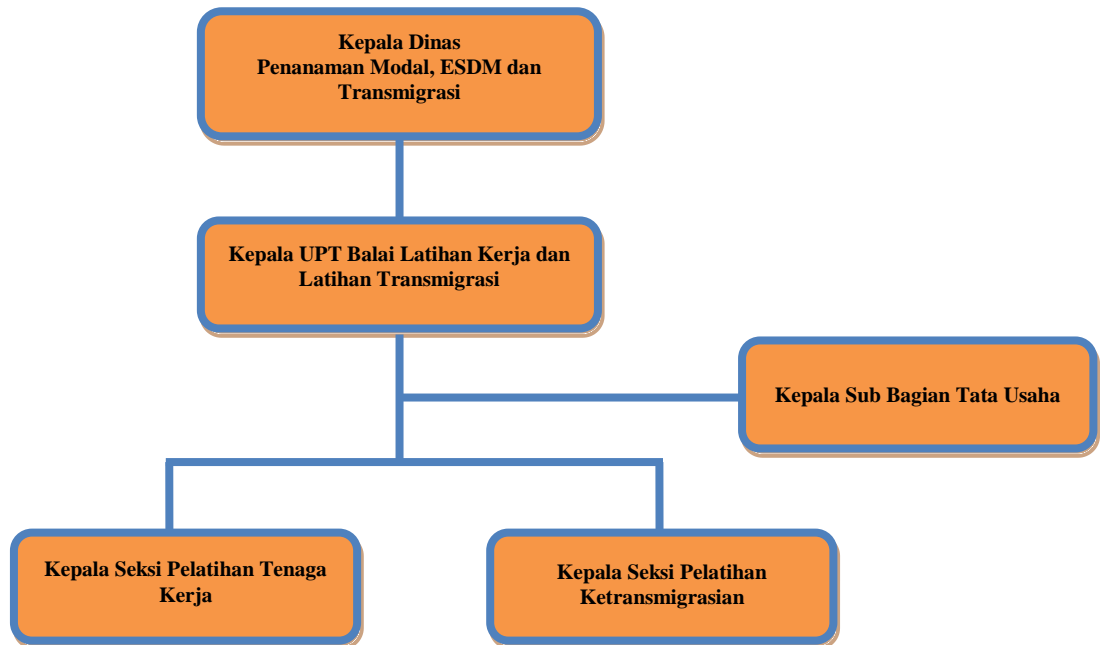 Kepala Dinas
Penanaman Modal, ESDM dan
Transmigrasi
Kepala UPT Balai Latihan Kerja dan
Latihan Transmigrasi
Kepala Sub Bagian Tata Usaha
Kepala Seksi Pelatihan Tenaga
Kerja
Kepala Seksi Pelatihan
Ketransmigrasian